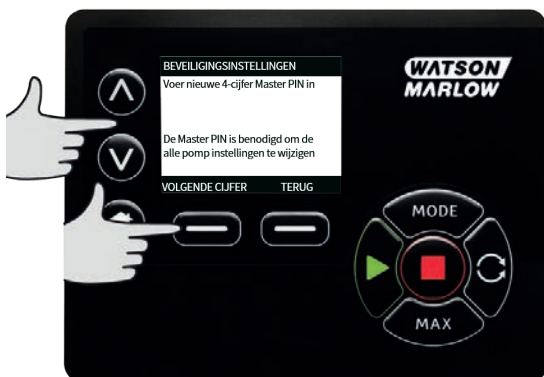 BEVEILIGINGSINSTELLINGEN
Voer nieuwe 4-cijfer Master PIN in
De Master PIN is benodigd om de
alle pomp instellingen te wijzigen
VOLGENDE CIJFER TERUG
WATSON
MARLOW
MODE
MAX